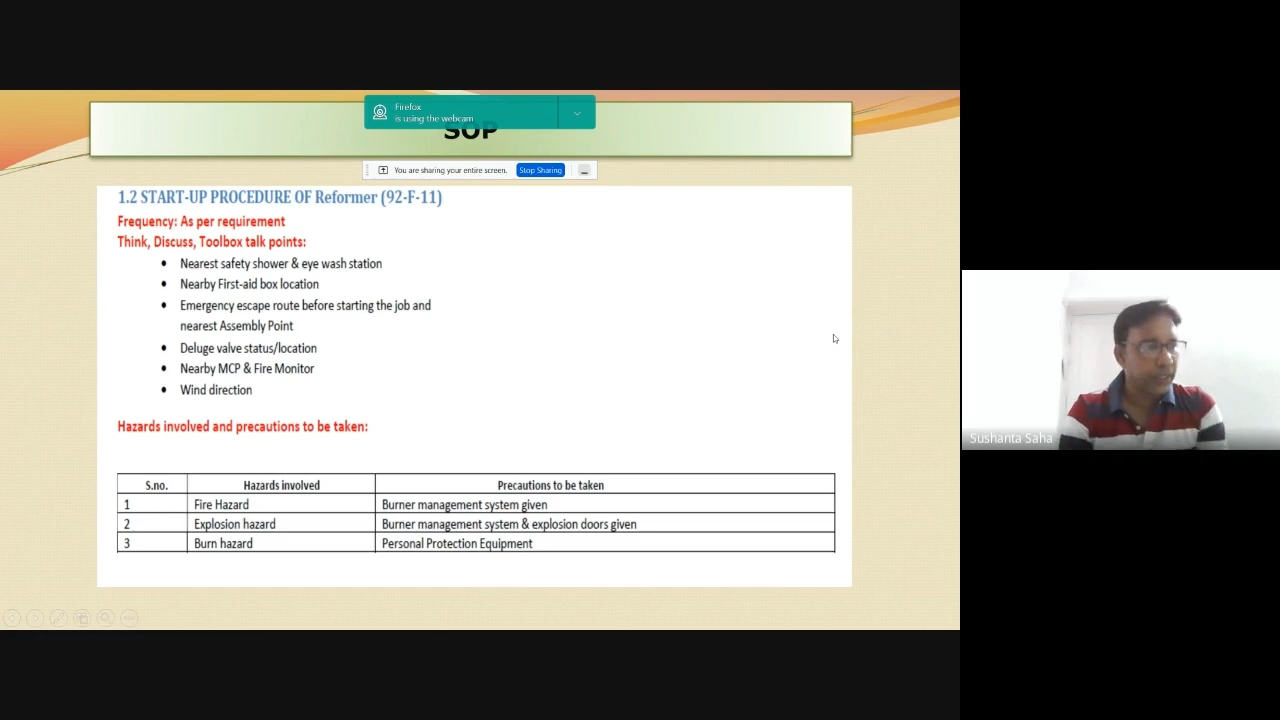 Firefox
is using the webcam
SOP
You are sharing your entire screen. Stop Sharing
1.2 START-UP PROCEDURE OF Reformer (92-F-11)
Frequency: As per requirement
Think, Discuss, Toolbox talk points:
• Nearest safety shower & eye wash station
• Nearby First-aid box location
• Emergency escape route before starting the job and
nearest Assembly Point
• Deluge valve status/location
• Nearby MCP & Fire Monitor
• Wind direction
Hazards involved and precautions to be taken:
S.no. Hazards involved Precautions to be taken
1 Fire Hazard Burner management system given
2 Explosion hazard Burner management system & explosion doors given
3 Burn hazard Personal Protection Equipment
Sushanta Saha